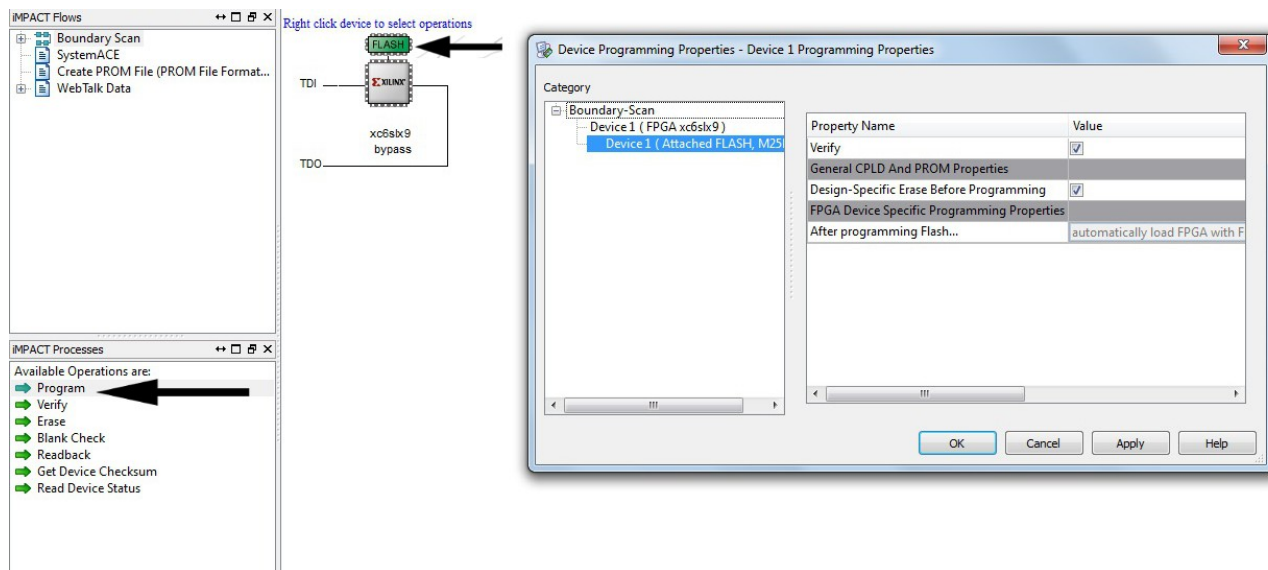 iMPACT Flows
Boundary Scan
SystemACE
Create PROM File (PROM File Format...
WebTalk Data
Right click device to select operations
FLASH
TDI
XILINX
xc6slx9
bypass
TDO
iMPACT Processes
Available Operations are:
Program
Verify
Erase
Blank Check
Readback
Get Device Checksum
Read Device Status
Device Programming Properties - Device 1 Programming Properties
Category
Boundary-Scan
Device 1 ( FPGA xc6slx9 )
Device 1 ( Attached FLASH, M25
Property Name Value
Verify
General CPLD And PROM Properties
Design-Specific Erase Before Programming
FPGA Device Specific Programming Properties
After programming Flash... automatically load FPGA with F
OK Cancel Apply Help